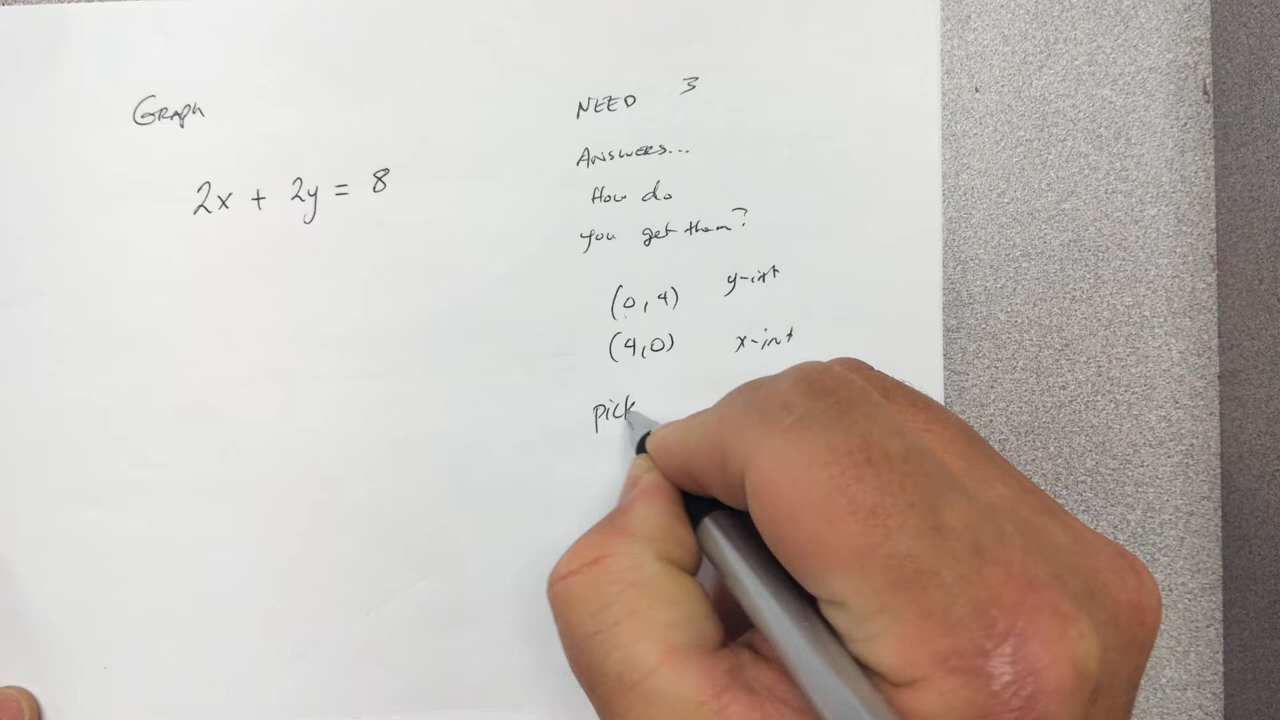 GRAPH
2x + 2y = 8
NEED 3
ANSWERS...
How do
you get them?
(0,4) y-int
(4,0) x-int
pick